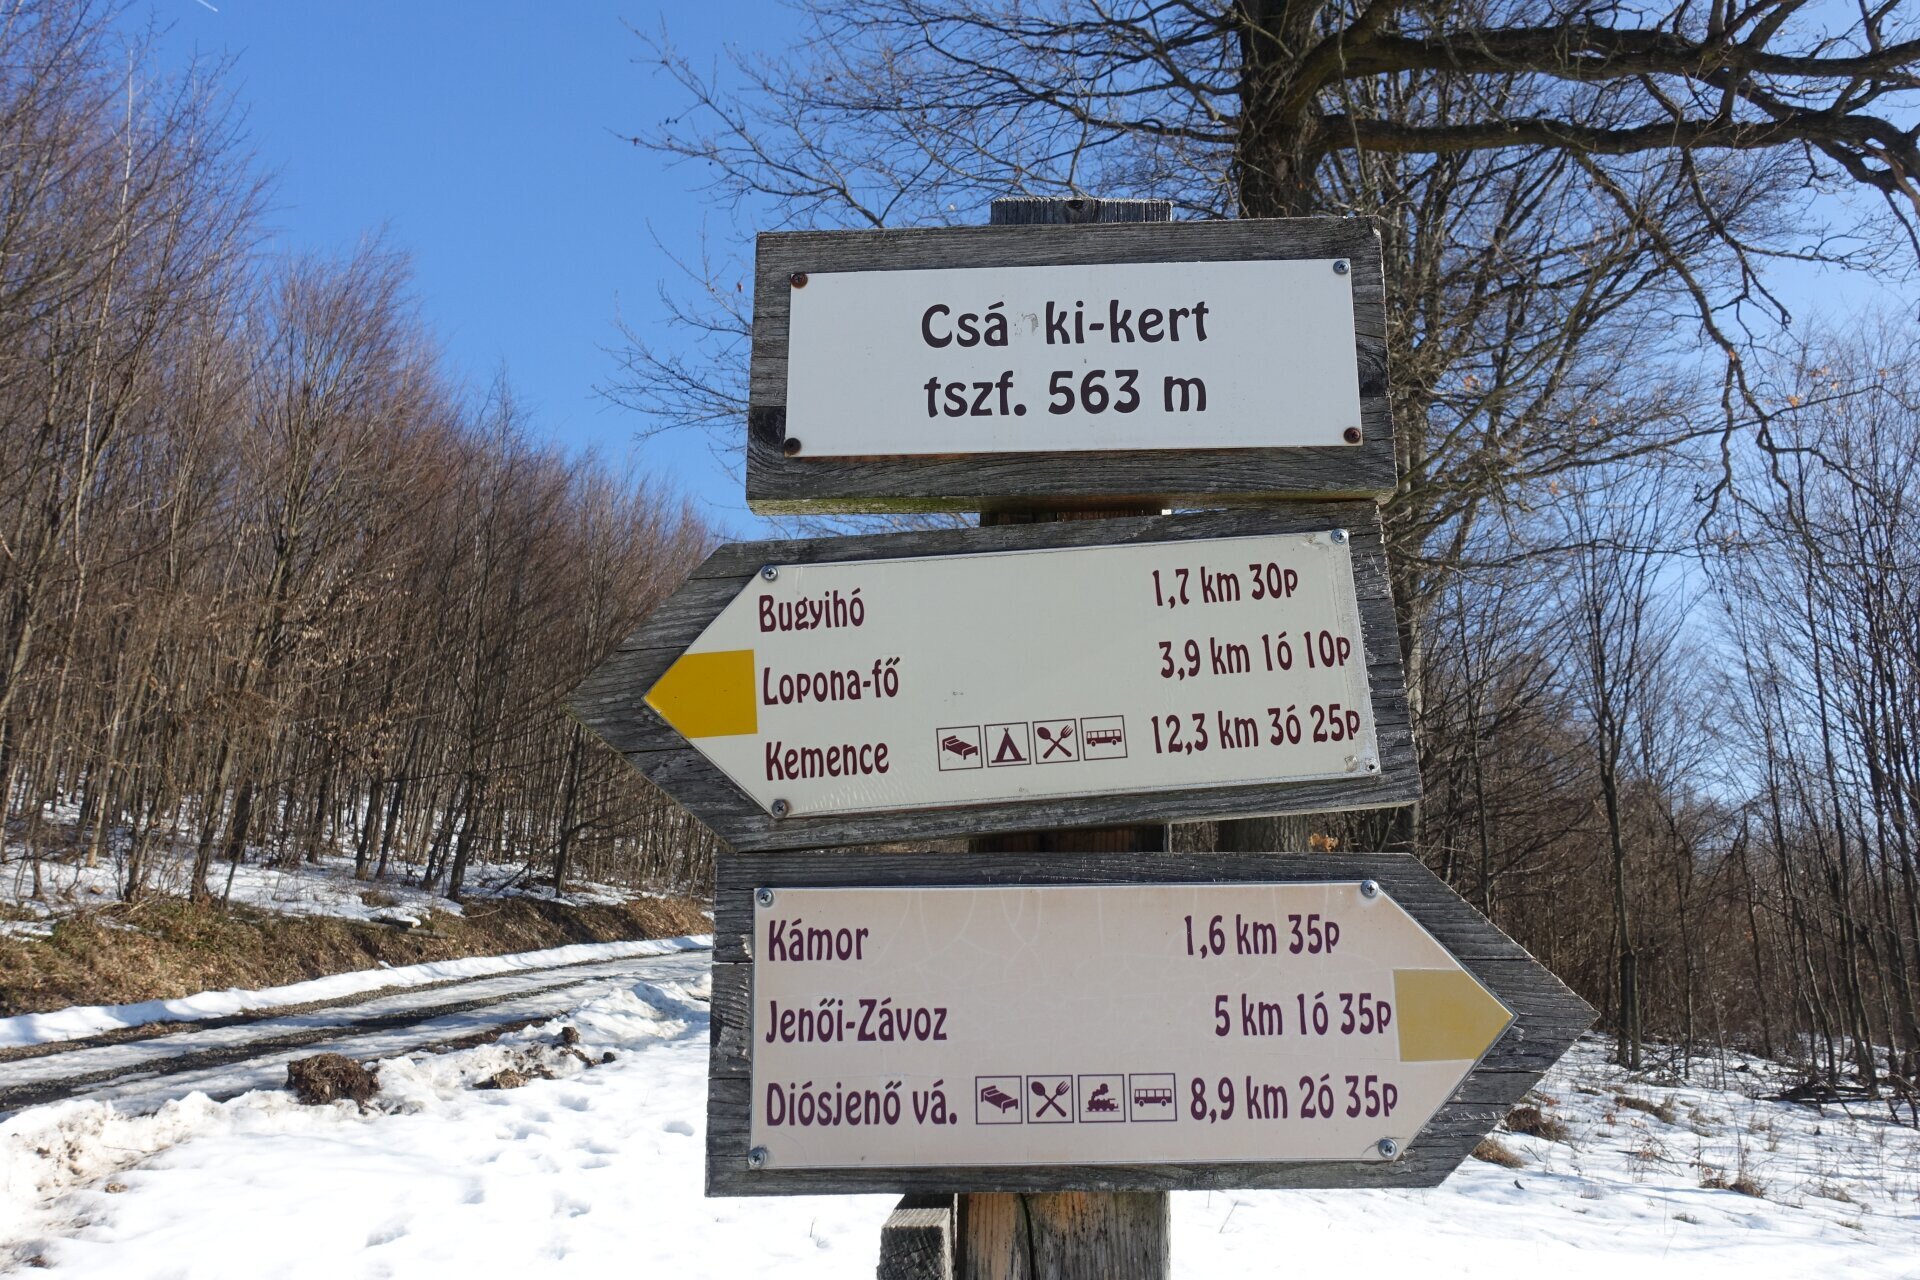 Csá ki-kert
tszf. 563 m
Bugyihó 1,7 km 30p
Lopona-fő 3,9 km 1ó 10p
Kemence 12,3 km 3ó 25p
Kámor 1,6 km 35p
Jenői-Závoz 5 km 1ó 35p
Diósjenő vá. 8,9 km 2ó 35p